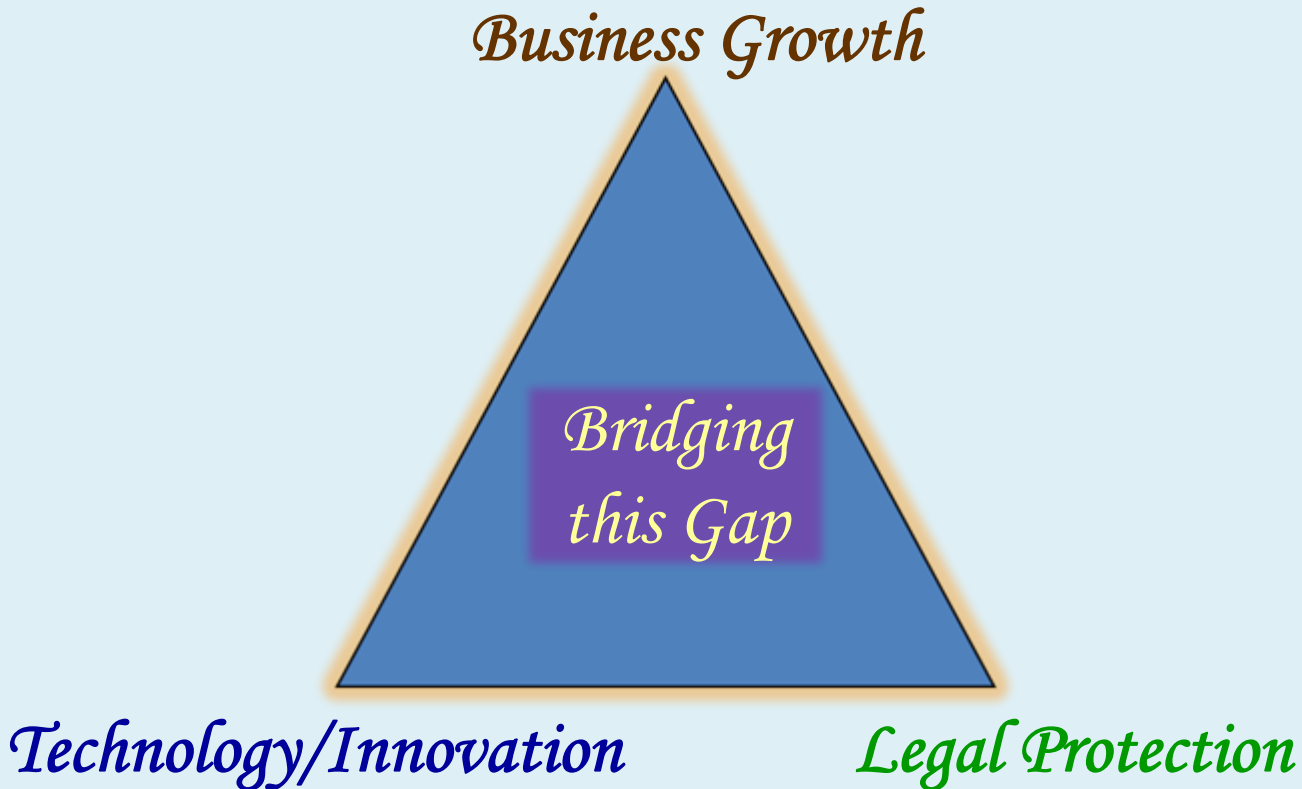 Business Growth
Bridging
this Gap
Technology/Innovation
Legal Protection